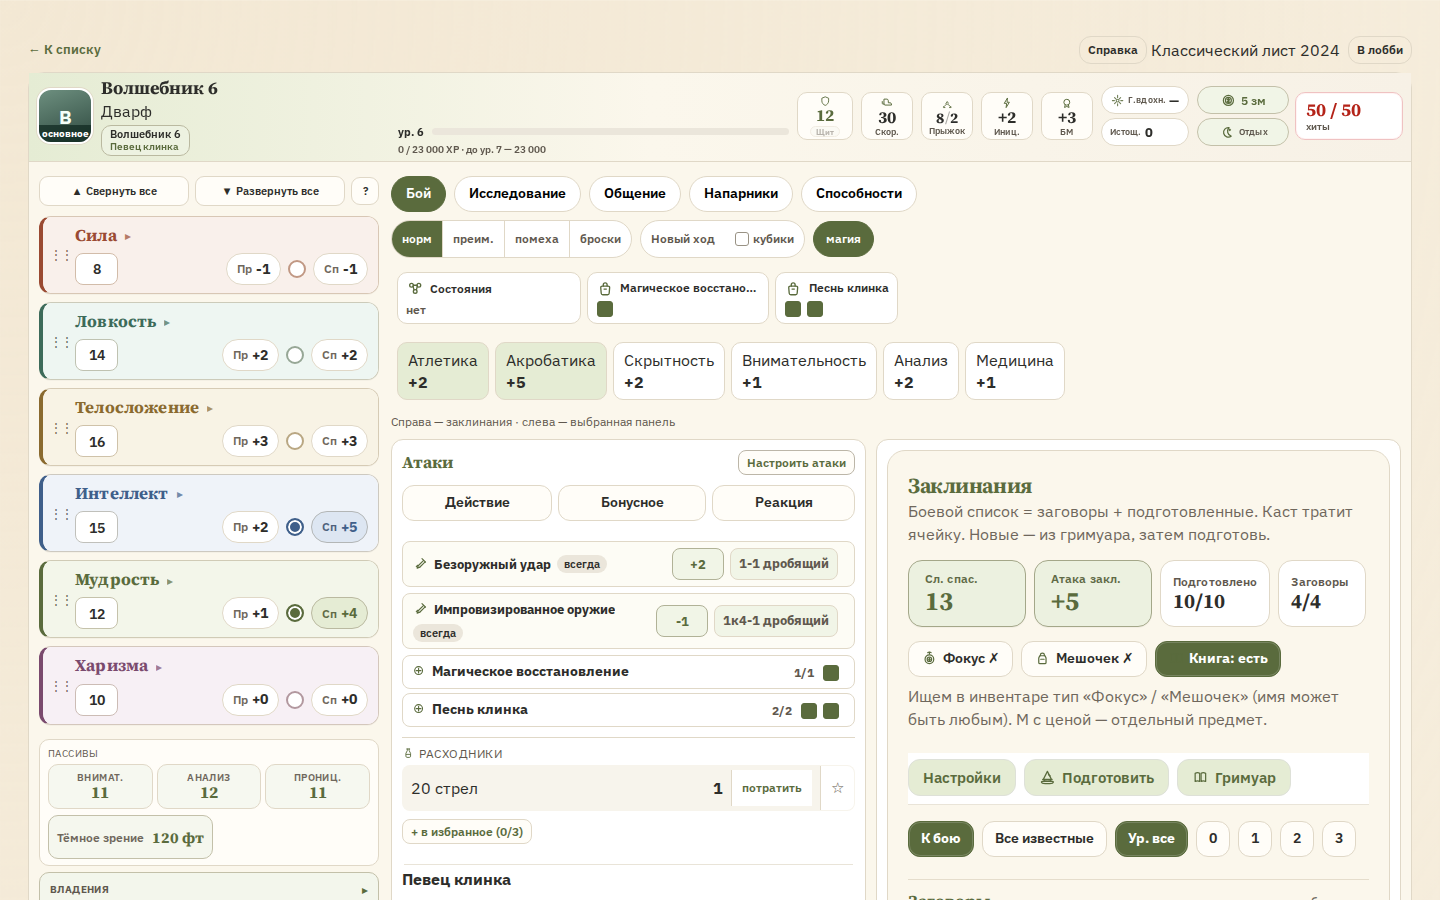 ← К списку
Справка
Классический лист 2024
В лобби
В
основное
Волшебник 6
Дварф
Волшебник 6
Певец клинка
ур. 6
0 / 23 000 XP · до ур. 7 — 23 000
12
Щит
30
Скор.
8/2
Прыжок
+2
Иниц.
+3
БМ
Г.вдохн. —
Истощ. 0
5 зм
Отдых
50 / 50
хиты
▲ Свернуть все
▼ Развернуть все
?
Сила ▸
8
Пр -1
Сп -1
Ловкость ▸
14
Пр +2
Сп +2
Телосложение ▸
16
Пр +3
Сп +3
Интеллект ▸
15
Пр +2
Сп +5
Мудрость ▸
12
Пр +1
Сп +4
Харизма ▸
10
Пр +0
Сп +0
ПАССИВЫ
ВНИМАТ.
11
АНАЛИЗ
12
ПРОНИЦ.
11
Тёмное зрение 120 фт
ВЛАДЕНИЯ ▸
Бой
Исследование
Общение
Напарники
Способности
норм
преим.
помеха
броски
Новый ход
кубики
магия
Состояния
нет
Магическое восстано...
Песнь клинка
Атлетика
+2
Акробатика
+5
Скрытность
+2
Внимательность
+1
Анализ
+2
Медицина
+1
Справа — заклинания · слева — выбранная панель
Атаки
Настроить атаки
Действие
Бонусное
Реакция
Безоружный удар всегда
+2
1-1 дробящий
Импровизированное оружие
всегда
-1
1к4-1 дробящий
Магическое восстановление
1/1
Песнь клинка
2/2
РАСХОДНИКИ
20 стрел
1
потратить
☆
+ в избранное (0/3)
Певец клинка
Заклинания
Боевой список = заговоры + подготовленные. Каст тратит
ячейку. Новые — из гримуара, затем подготовь.
Сл. спас.
13
Атака закл.
+5
Подготовлено
10/10
Заговоры
4/4
Фокус ✗
Мешочек ✗
Книга: есть
Ищем в инвентаре тип «Фокус» / «Мешочек» (имя может
быть любым). М с ценой — отдельный предмет.
Настройки
Подготовить
Гримуар
К бою
Все известные
Ур. все
0
1
2
3